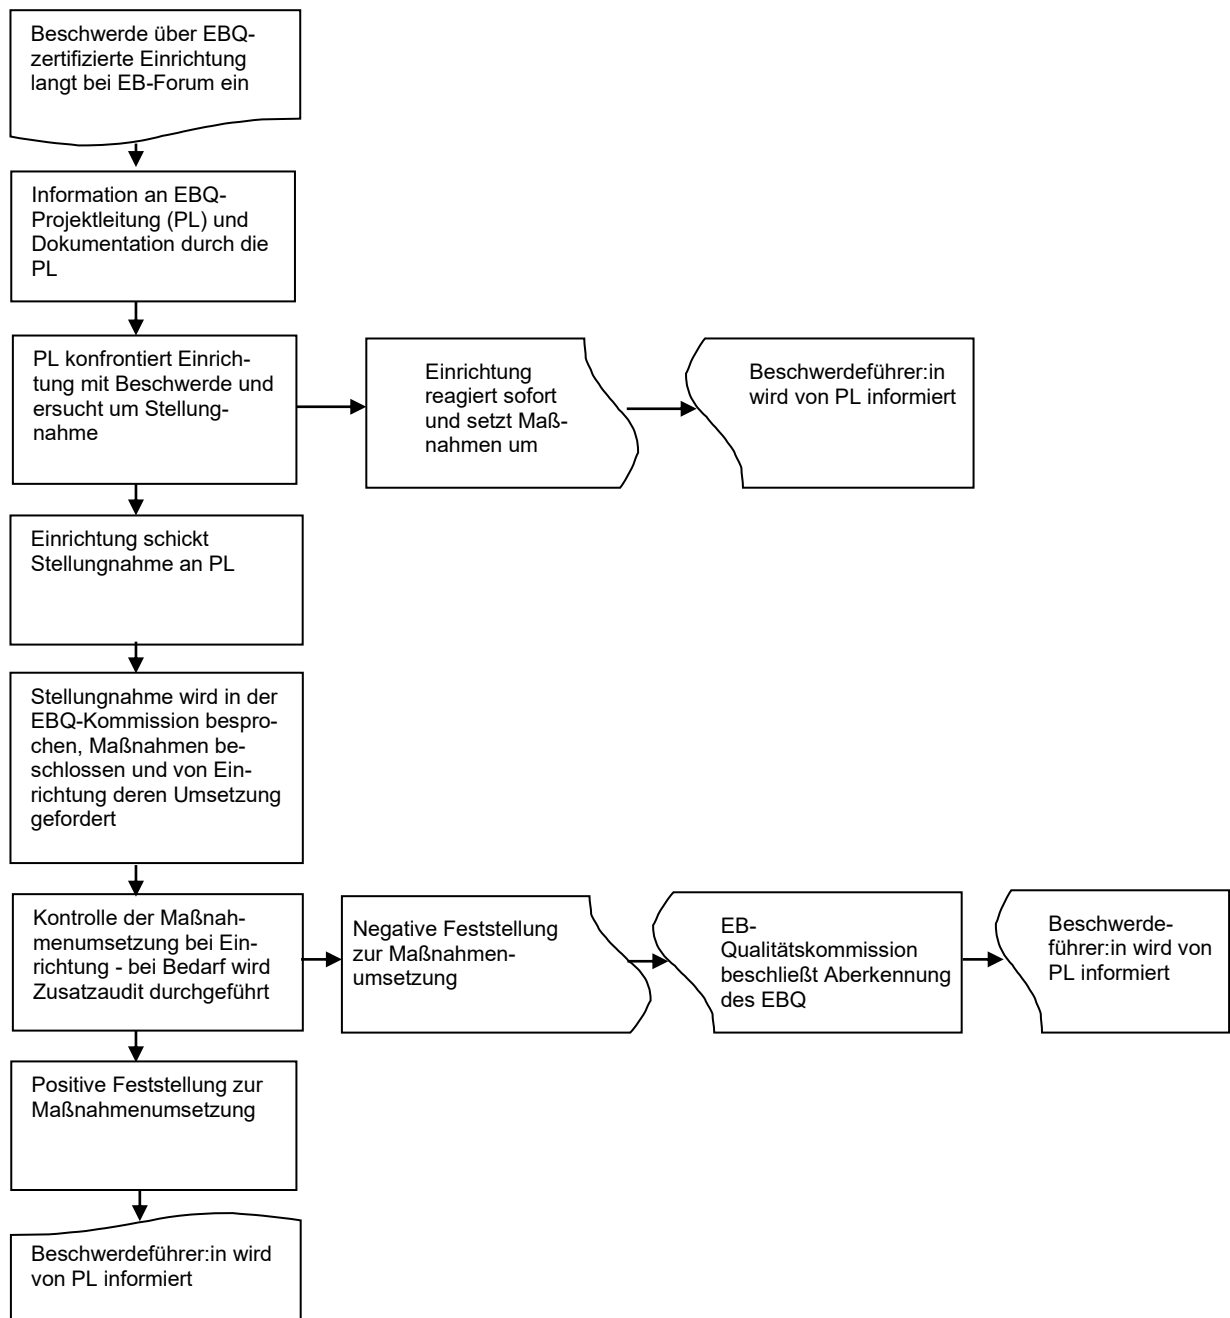 Beschwerde über EBQ-
zertifizierte Einrichtung
langt bei EB-Forum ein
Information an EBQ-
Projektleitung (PL) und
Dokumentation durch die
PL
PL konfrontiert Einrich-
tung mit Beschwerde und
ersucht um Stellung-
nahme
Einrichtung
reagiert sofort
und setzt Maß-
nahmen um
Beschwerdeführer:in
wird von PL informiert
Einrichtung schickt
Stellungnahme an PL
Stellungnahme wird in der
EBQ-Kommission bespro-
chen, Maßnahmen be-
schlossen und von Ein-
richtung deren Umsetzung
gefordert
Kontrolle der Maßnah-
menumsetzung bei Ein-
richtung - bei Bedarf wird
Zusatzaudit durchgeführt
Negative Feststellung
zur Maßnahmen-
umsetzung
EB-
Qualitätskommission
beschließt Aberkennung
des EBQ
Beschwerde-
führer:in wird von
PL informiert
Positive Feststellung zur
Maßnahmenumsetzung
Beschwerdeführer:in wird
von PL informiert